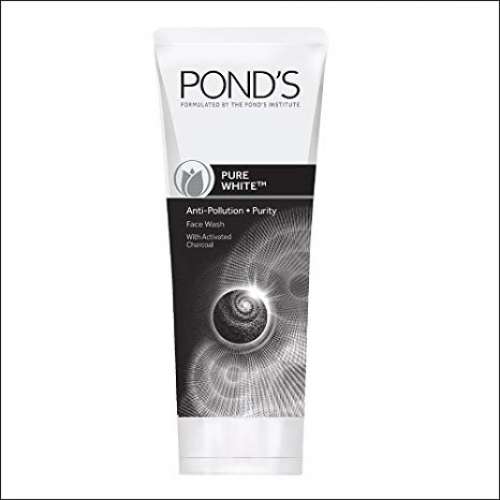 POND'S
FORMULATED BY THE POND'S INSTITUTE
PURE
WHITE™
Anti-Pollution + Purity
Face Wash
With Activated
Charcoal